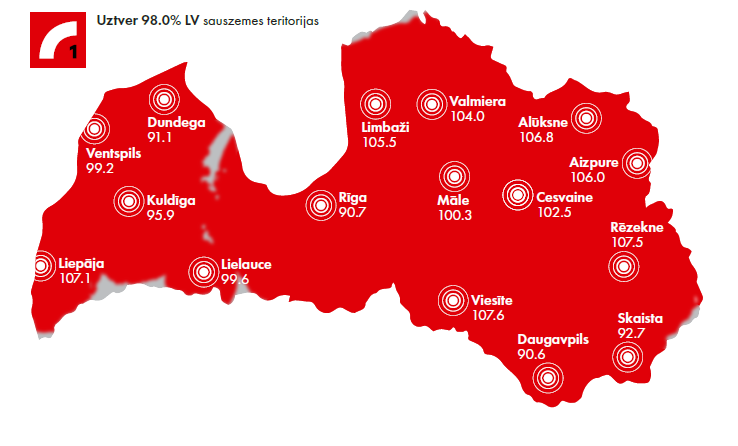 1
Uztver 98.0% LV sauszemes teritorijas
Dundega
91.1
Ventspils
99.2
Kuldīga
95.9
Liepāja
107.1
Lielauce
99.6
Rīga
90.7
Limbaži
105.5
Valmiera
104.0
Alūksne
106.8
Aizpure
106.0
Māle
100.3
Cesvaine
102.5
Rēzekne
107.5
Viesīte
107.6
Skaista
92.7
Daugavpils
90.6